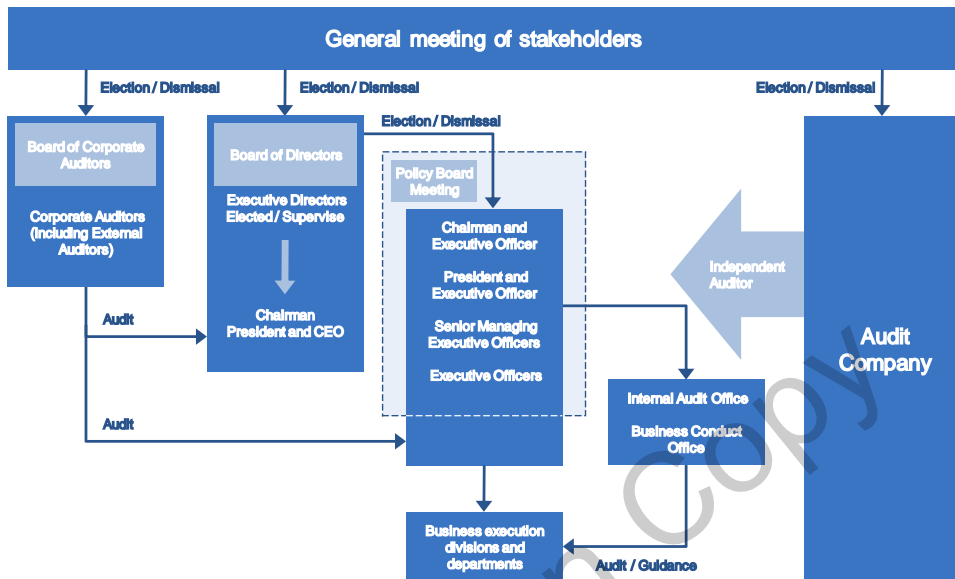 General meeting of stakeholders
Election / Dismissal
Election / Dismissal
Election / Dismissal
Board of Corporate
Auditors
Corporate Auditors
(Including External
Auditors)
Board of Directors
Executive Directors
Elected / Supervise
Chairman
President and CEO
Election / Dismissal
Policy Board
Meeting
Chairman and
Executive Officer
President and
Executive Officer
Senior Managing
Executive Officers
Executive Officers
Independent
Auditor
Audit
Company
Audit
Audit
Internal Audit Office
Business Conduct
Office
Business execution
divisions and
departments
Audit / Guidance
Copy